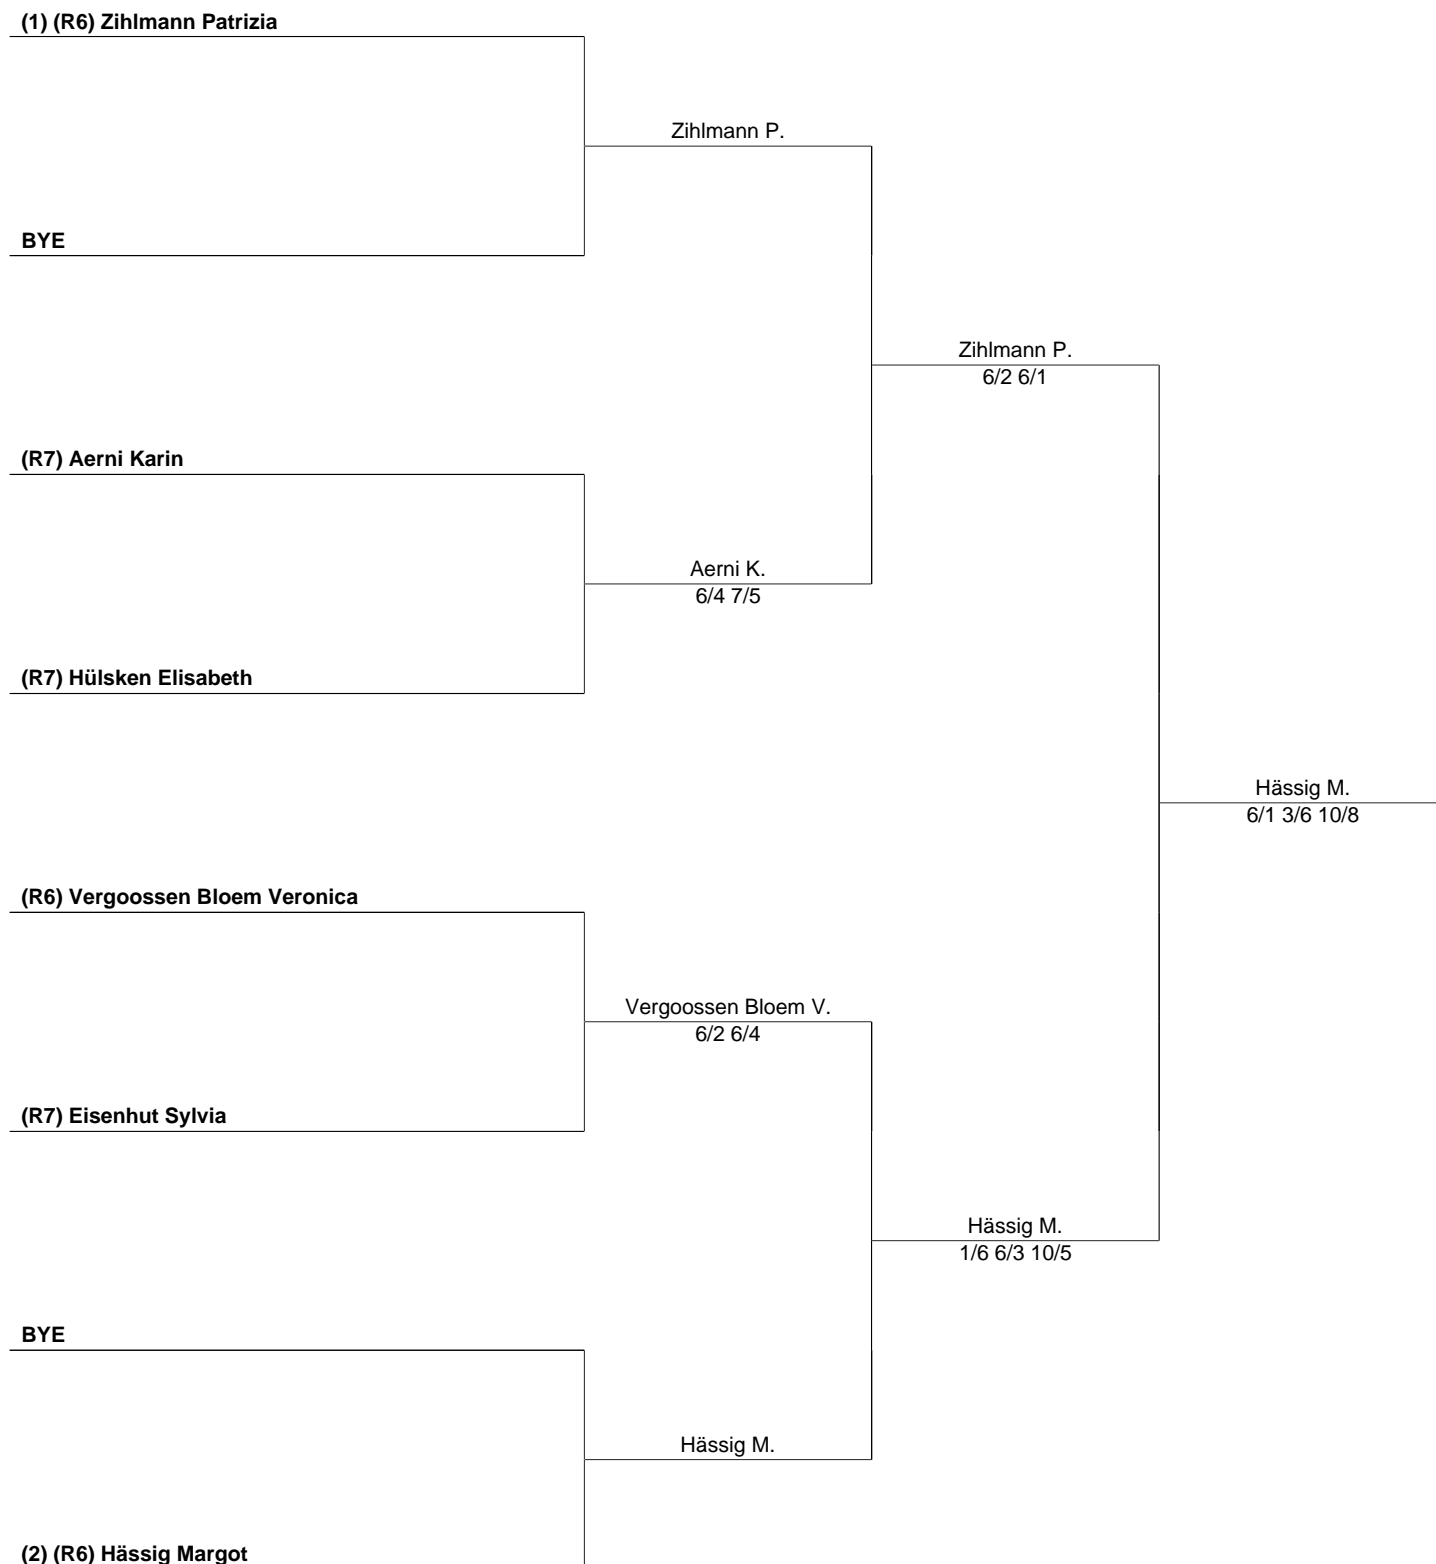 (1) (R6) Zihlmann Patrizia
Zihlmann P.
BYE
Zihlmann P.
6/2 6/1
(R7) Aerni Karin
Aerni K.
6/4 7/5
(R7) Hülsken Elisabeth
Hässig M.
6/1 3/6 10/8
(R6) Vergoossen Bloem Veronica
Vergoossen Bloem V.
6/2 6/4
(R7) Eisenhut Sylvia
Hässig M.
1/6 6/3 10/5
BYE
Hässig M.
(2) (R6) Hässig Margot